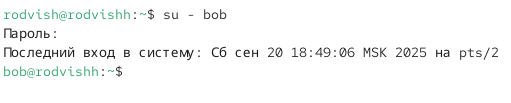 rodvish@rodvishh:~$ su - bob
Пароль:
Последний вход в систему: Сб сен 20 18:49:06 MSK 2025 на pts/2
bob@rodvishh:~$